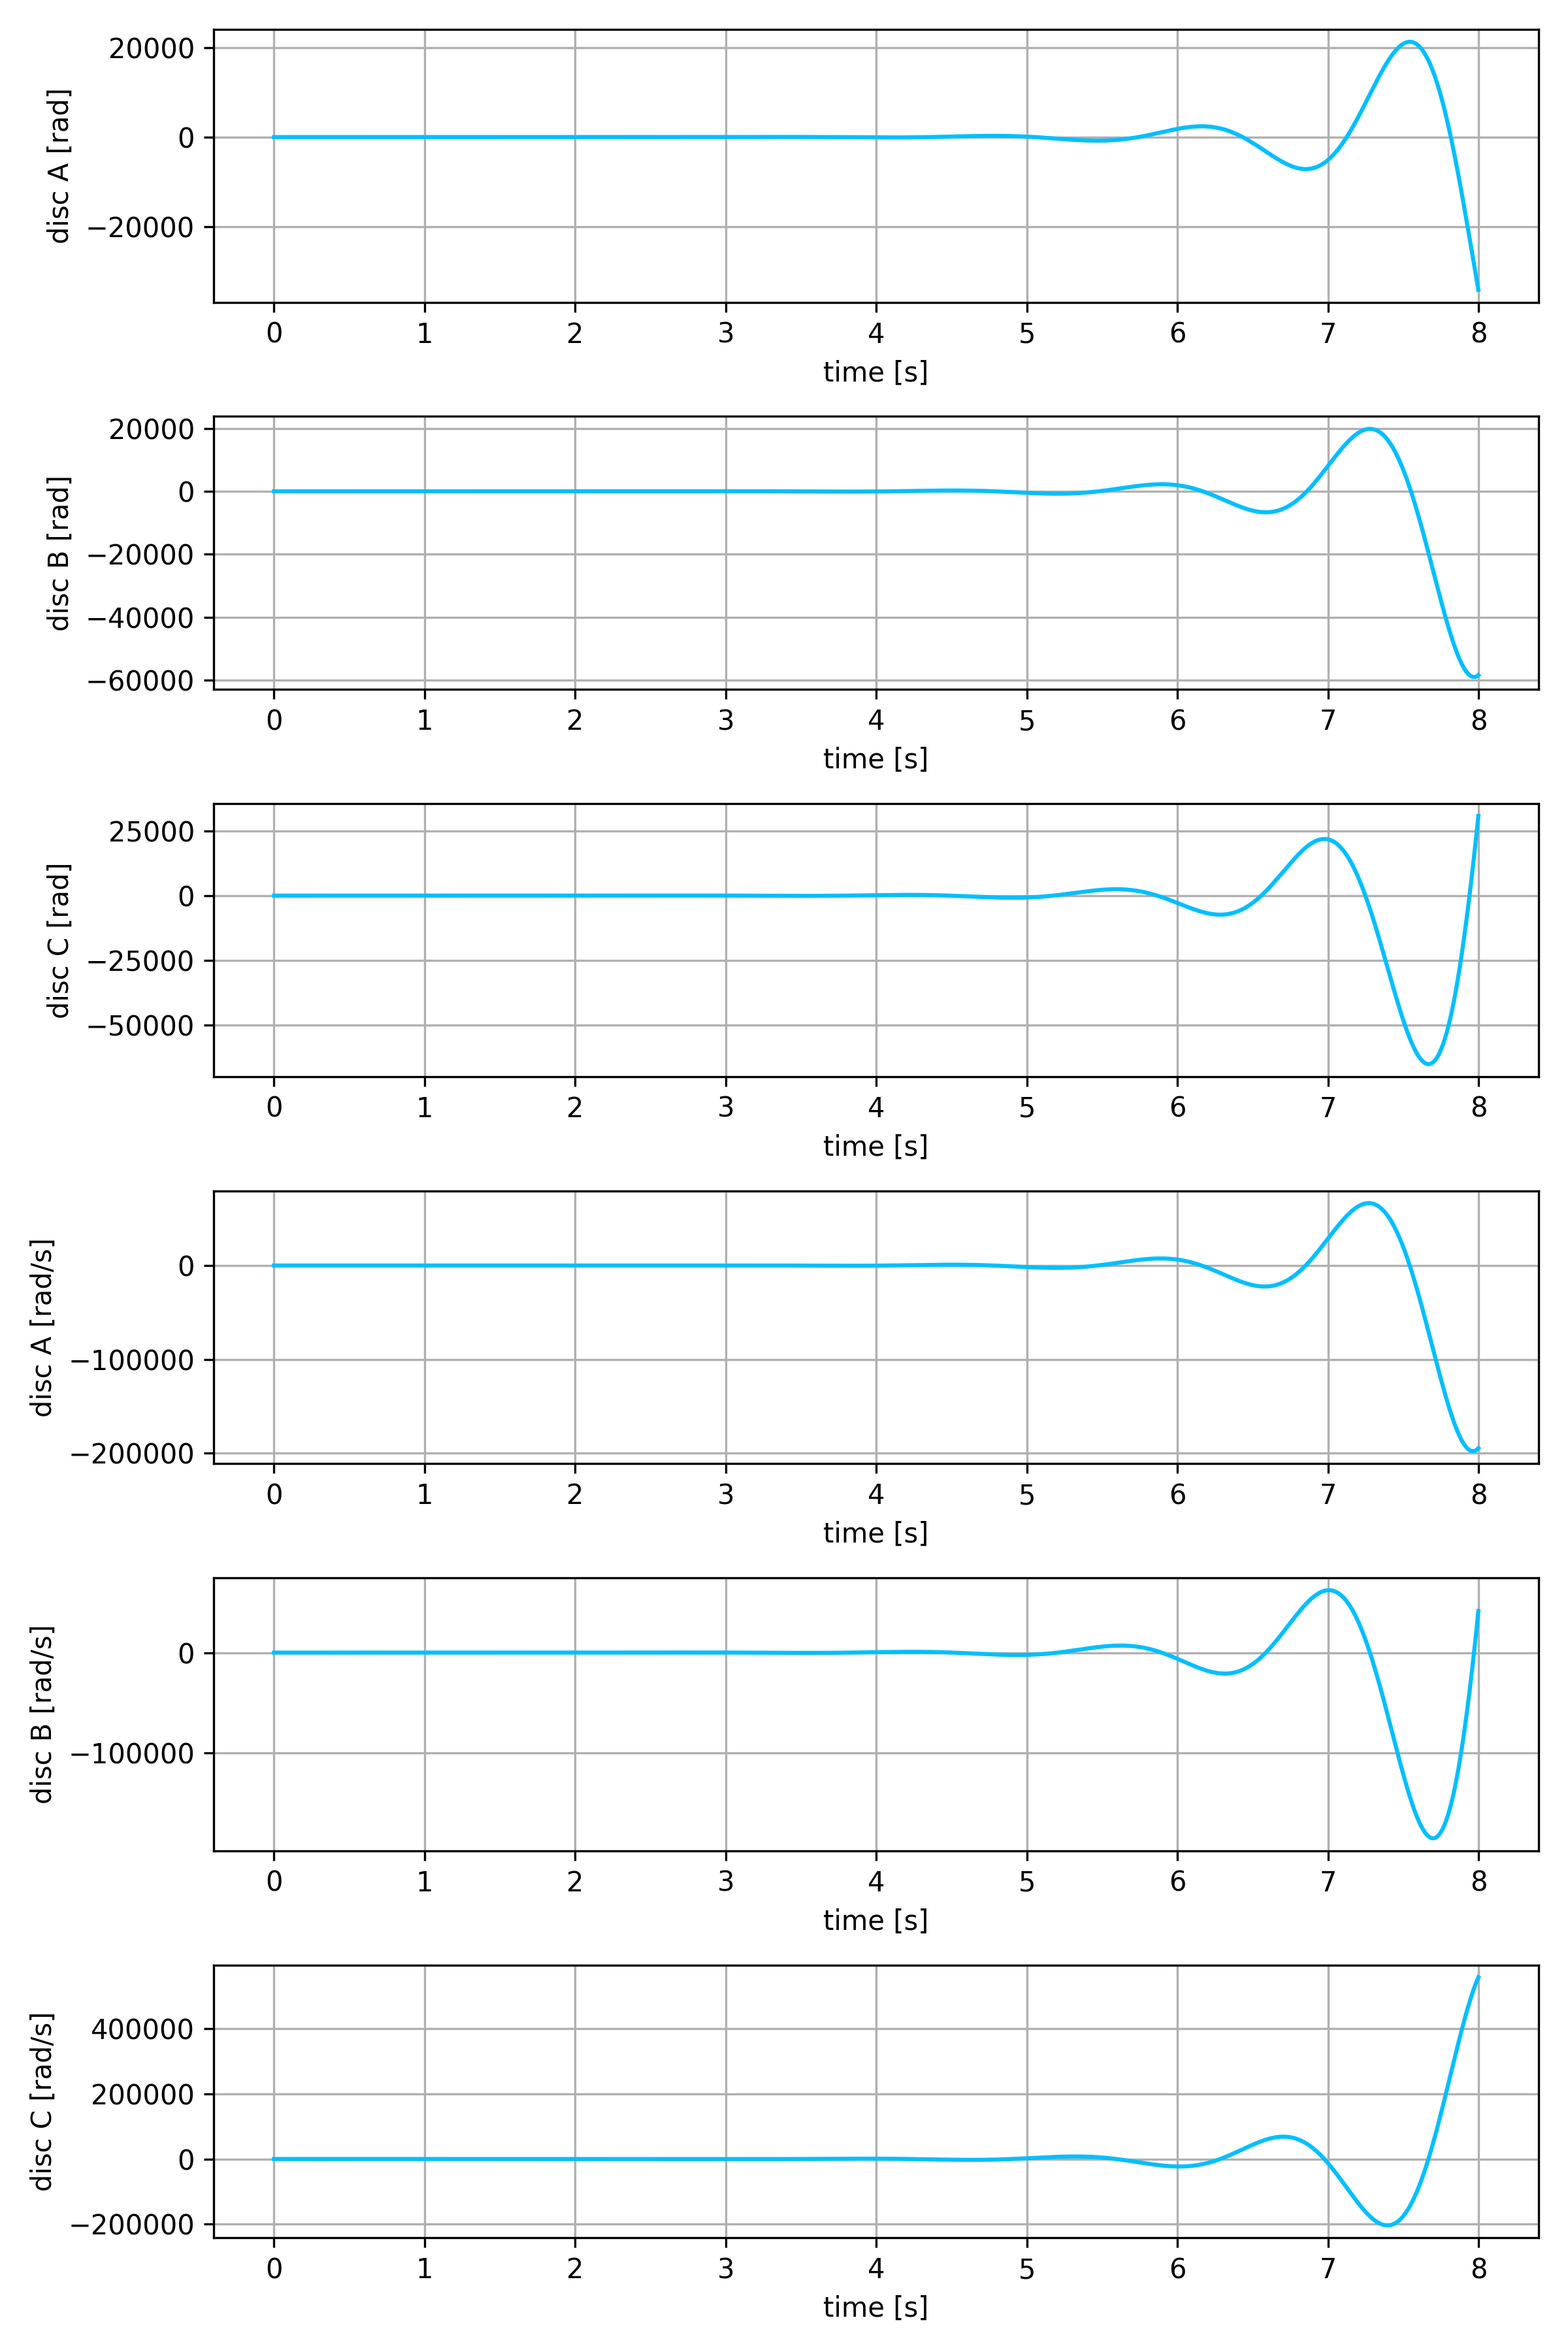 disc A [rad]
20000
0
−20000
0 1 2 3 4 5 6 7 8
time [s]
disc B [rad]
20000
0
−20000
−40000
−60000
0 1 2 3 4 5 6 7 8
time [s]
disc C [rad]
25000
0
−25000
−50000
0 1 2 3 4 5 6 7 8
time [s]
disc A [rad/s]
0
−100000
−200000
0 1 2 3 4 5 6 7 8
time [s]
disc B [rad/s]
0
−100000
0 1 2 3 4 5 6 7 8
time [s]
disc C [rad/s]
400000
200000
0
−200000
0 1 2 3 4 5 6 7 8
time [s]